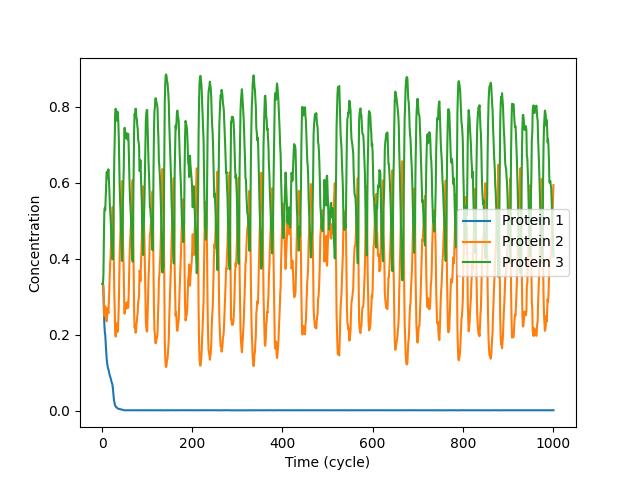 Concentration
0.8
0.6
0.4
0.2
0.0
Protein 1
Protein 2
Protein 3
0
200
400
600
800
1000
Time (cycle)